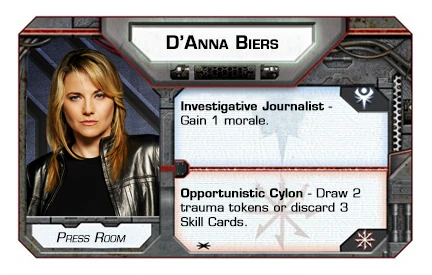 D'Anna Biers
Investigative Journalist -
Gain 1 morale.
Opportunistic Cylon - Draw 2
trauma tokens or discard 3
Skill Cards.
Press Room